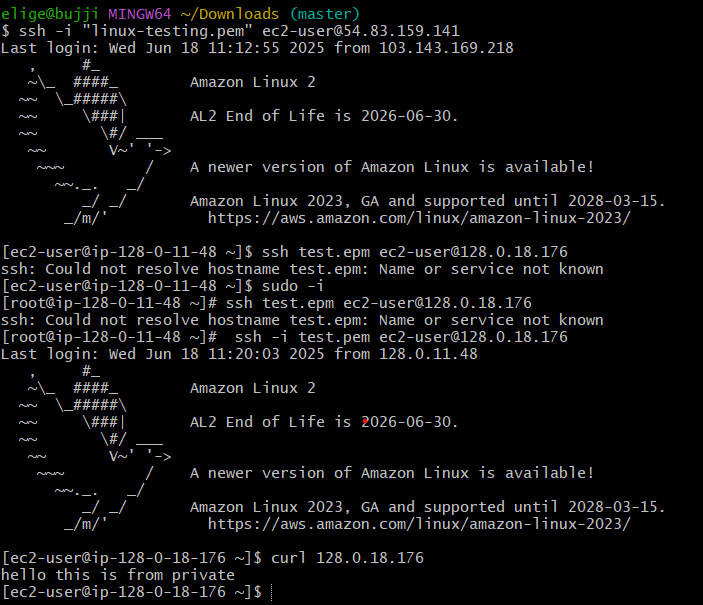 elige@bujji MINGW64 ~/Downloads (master)
$ ssh -i "linux-testing.pem" ec2-user@54.83.159.141
Last login: Wed Jun 18 11:12:55 2025 from 103.143.169.218
   ,     #_
   ~\_  ####_        Amazon Linux 2
  ~~  \_#####\
  ~~     \###|       AL2 End of Life is 2026-06-30.
  ~~       \#/ ___
   ~~       V~' '->
    ~~~         /    A newer version of Amazon Linux is available!
      ~~._.   _/
         _/ _/       Amazon Linux 2023, GA and supported until 2028-03-15.
       _/m/'           https://aws.amazon.com/linux/amazon-linux-2023/
[ec2-user@ip-128-0-11-48 ~]$ ssh test.epm ec2-user@128.0.18.176
ssh: Could not resolve hostname test.epm: Name or service not known
[ec2-user@ip-128-0-11-48 ~]$ sudo -i
[root@ip-128-0-11-48 ~]# ssh test.epm ec2-user@128.0.18.176
ssh: Could not resolve hostname test.epm: Name or service not known
[root@ip-128-0-11-48 ~]#  ssh -i test.pem ec2-user@128.0.18.176
Last login: Wed Jun 18 11:20:03 2025 from 128.0.11.48
   ,     #_
   ~\_  ####_        Amazon Linux 2
  ~~  \_#####\
  ~~     \###|       AL2 End of Life is 2026-06-30.
  ~~       \#/ ___
   ~~       V~' '->
    ~~~         /    A newer version of Amazon Linux is available!
      ~~._.   _/
         _/ _/       Amazon Linux 2023, GA and supported until 2028-03-15.
       _/m/'           https://aws.amazon.com/linux/amazon-linux-2023/
[ec2-user@ip-128-0-18-176 ~]$ curl 128.0.18.176
hello this is from private
[ec2-user@ip-128-0-18-176 ~]$